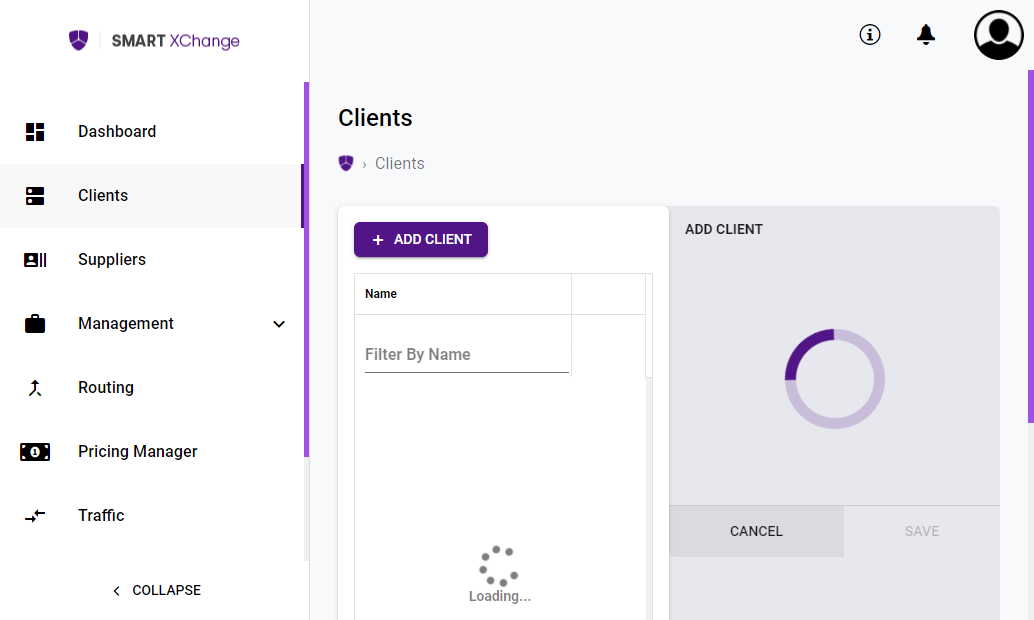 SMART XChange
Dashboard
Clients
Suppliers
Management
Routing
Pricing Manager
Traffic
COLLAPSE
Clients
› Clients
+ ADD CLIENT
Name
Filter By Name
Loading...
ADD CLIENT
CANCEL
SAVE